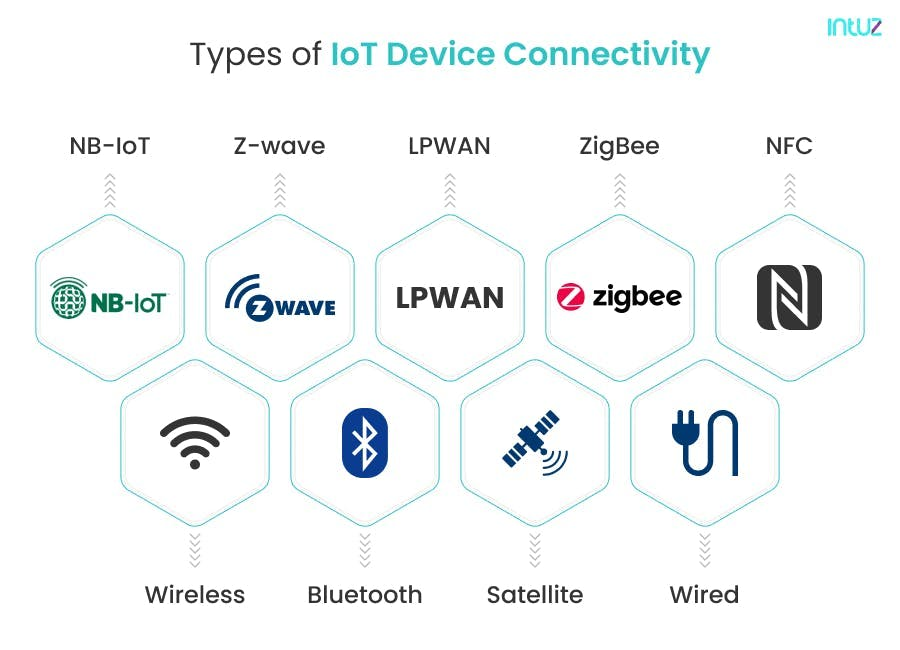 INTUZ
Types of IoT Device Connectivity
NB-IoT
Z-wave
LPWAN
ZigBee
NFC
NB-IoT
Z WAVE
LPWAN
zigbee
Wireless
Bluetooth
Satellite
Wired